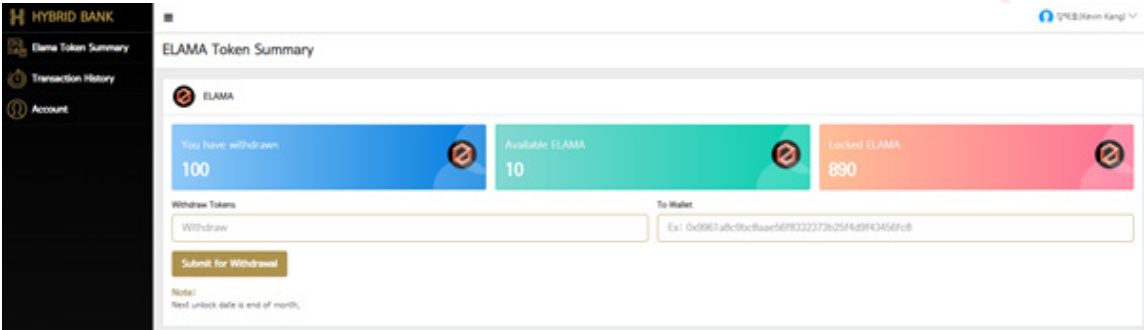 HYBRID BANK
(Kevin Kang)
Elama Token Summary
ELAMA Token Summary
Transaction History
Account
ELAMA
You have withdrawn
100
Available ELAMA
10
Locked ELAMA
890
Withdraw Tokens
To Wallet
Withdraw
Submit for Withdrawal
Note:
Next unlock date is end of month,